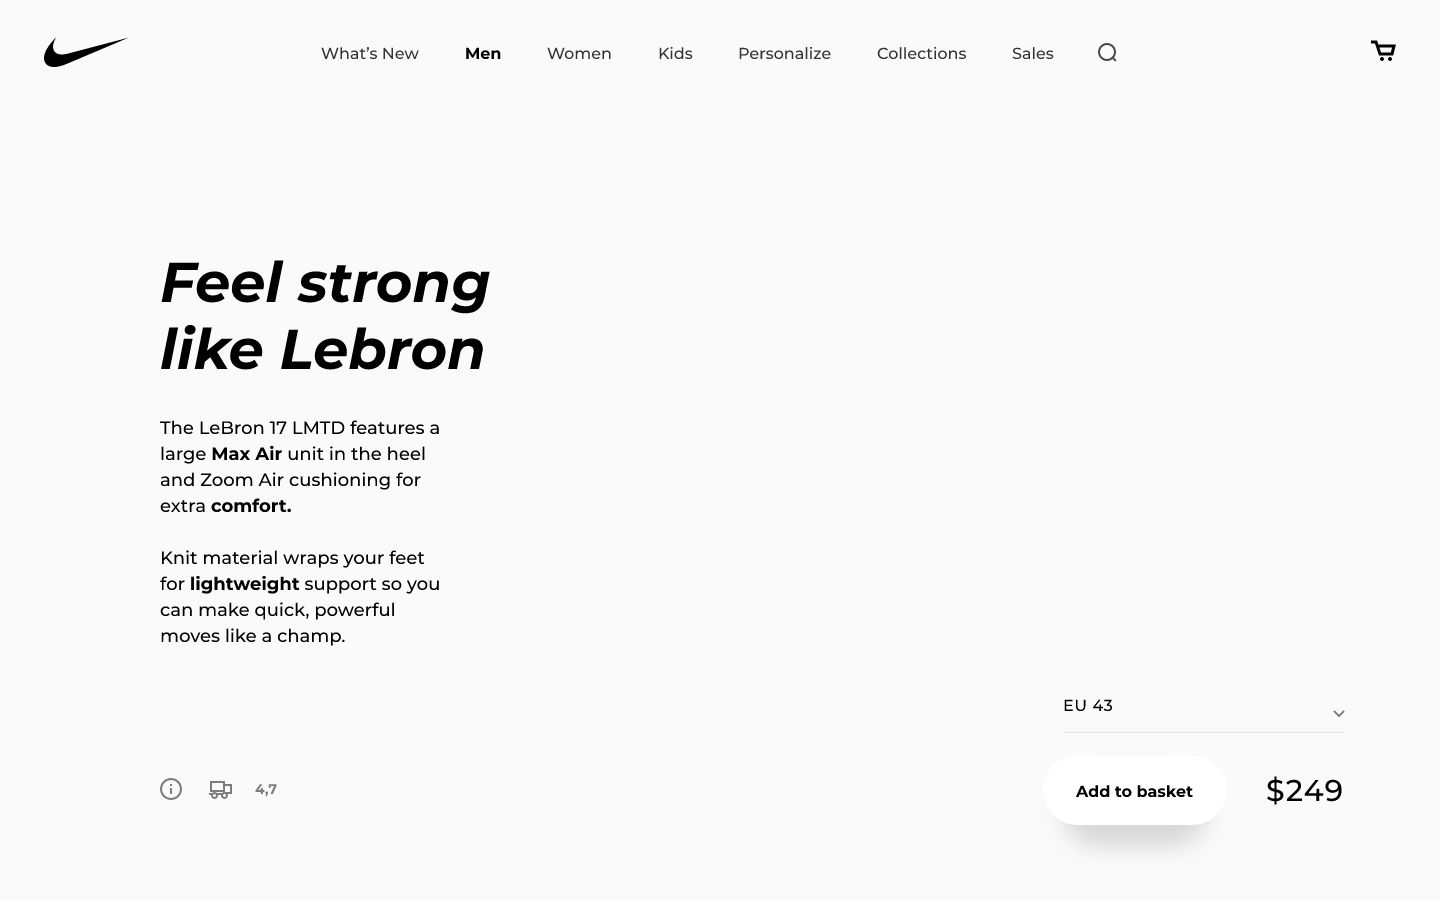 What’s New Men Women Kids Personalize Collections Sales
Feel strong
like Lebron
The LeBron 17 LMTD features a
large Max Air unit in the heel
and Zoom Air cushioning for
extra comfort.
Knit material wraps your feet
for lightweight support so you
can make quick, powerful
moves like a champ.
EU 43
4,7
Add to basket
$249